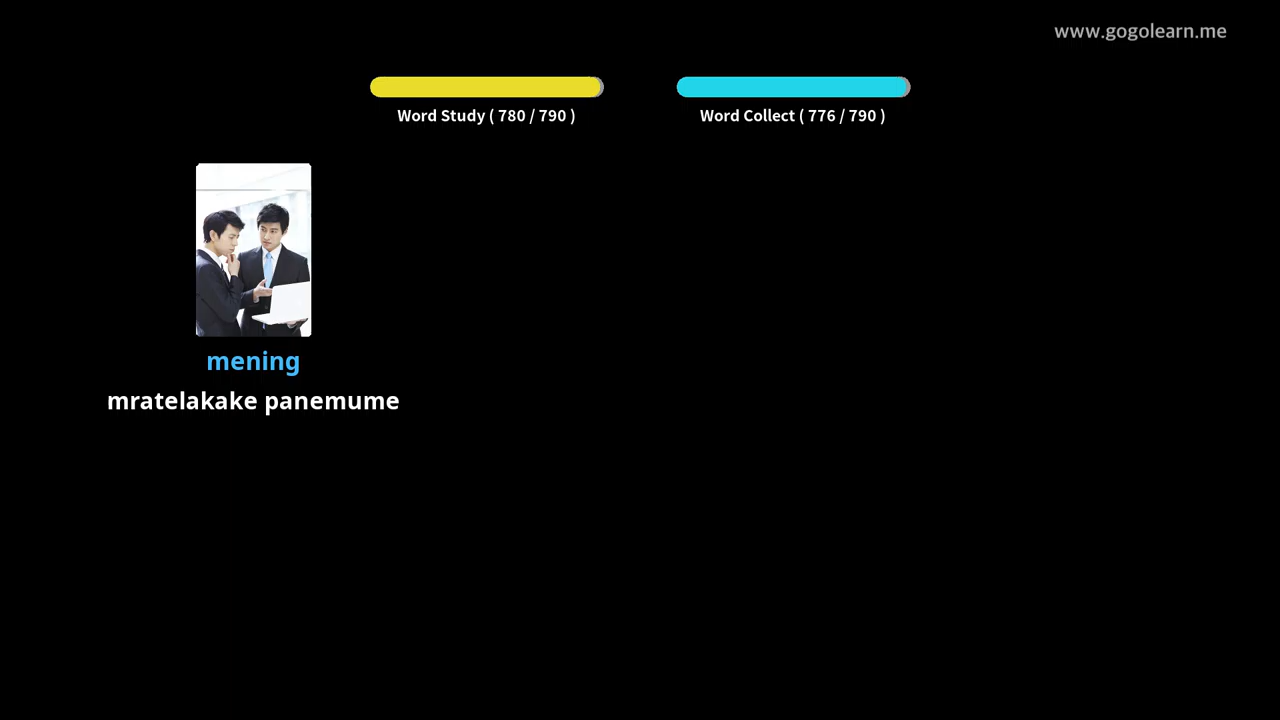 www.gogolearn.me
Word Study ( 780 / 790 )
Word Collect ( 776 / 790 )
mening
mratelakake panemume